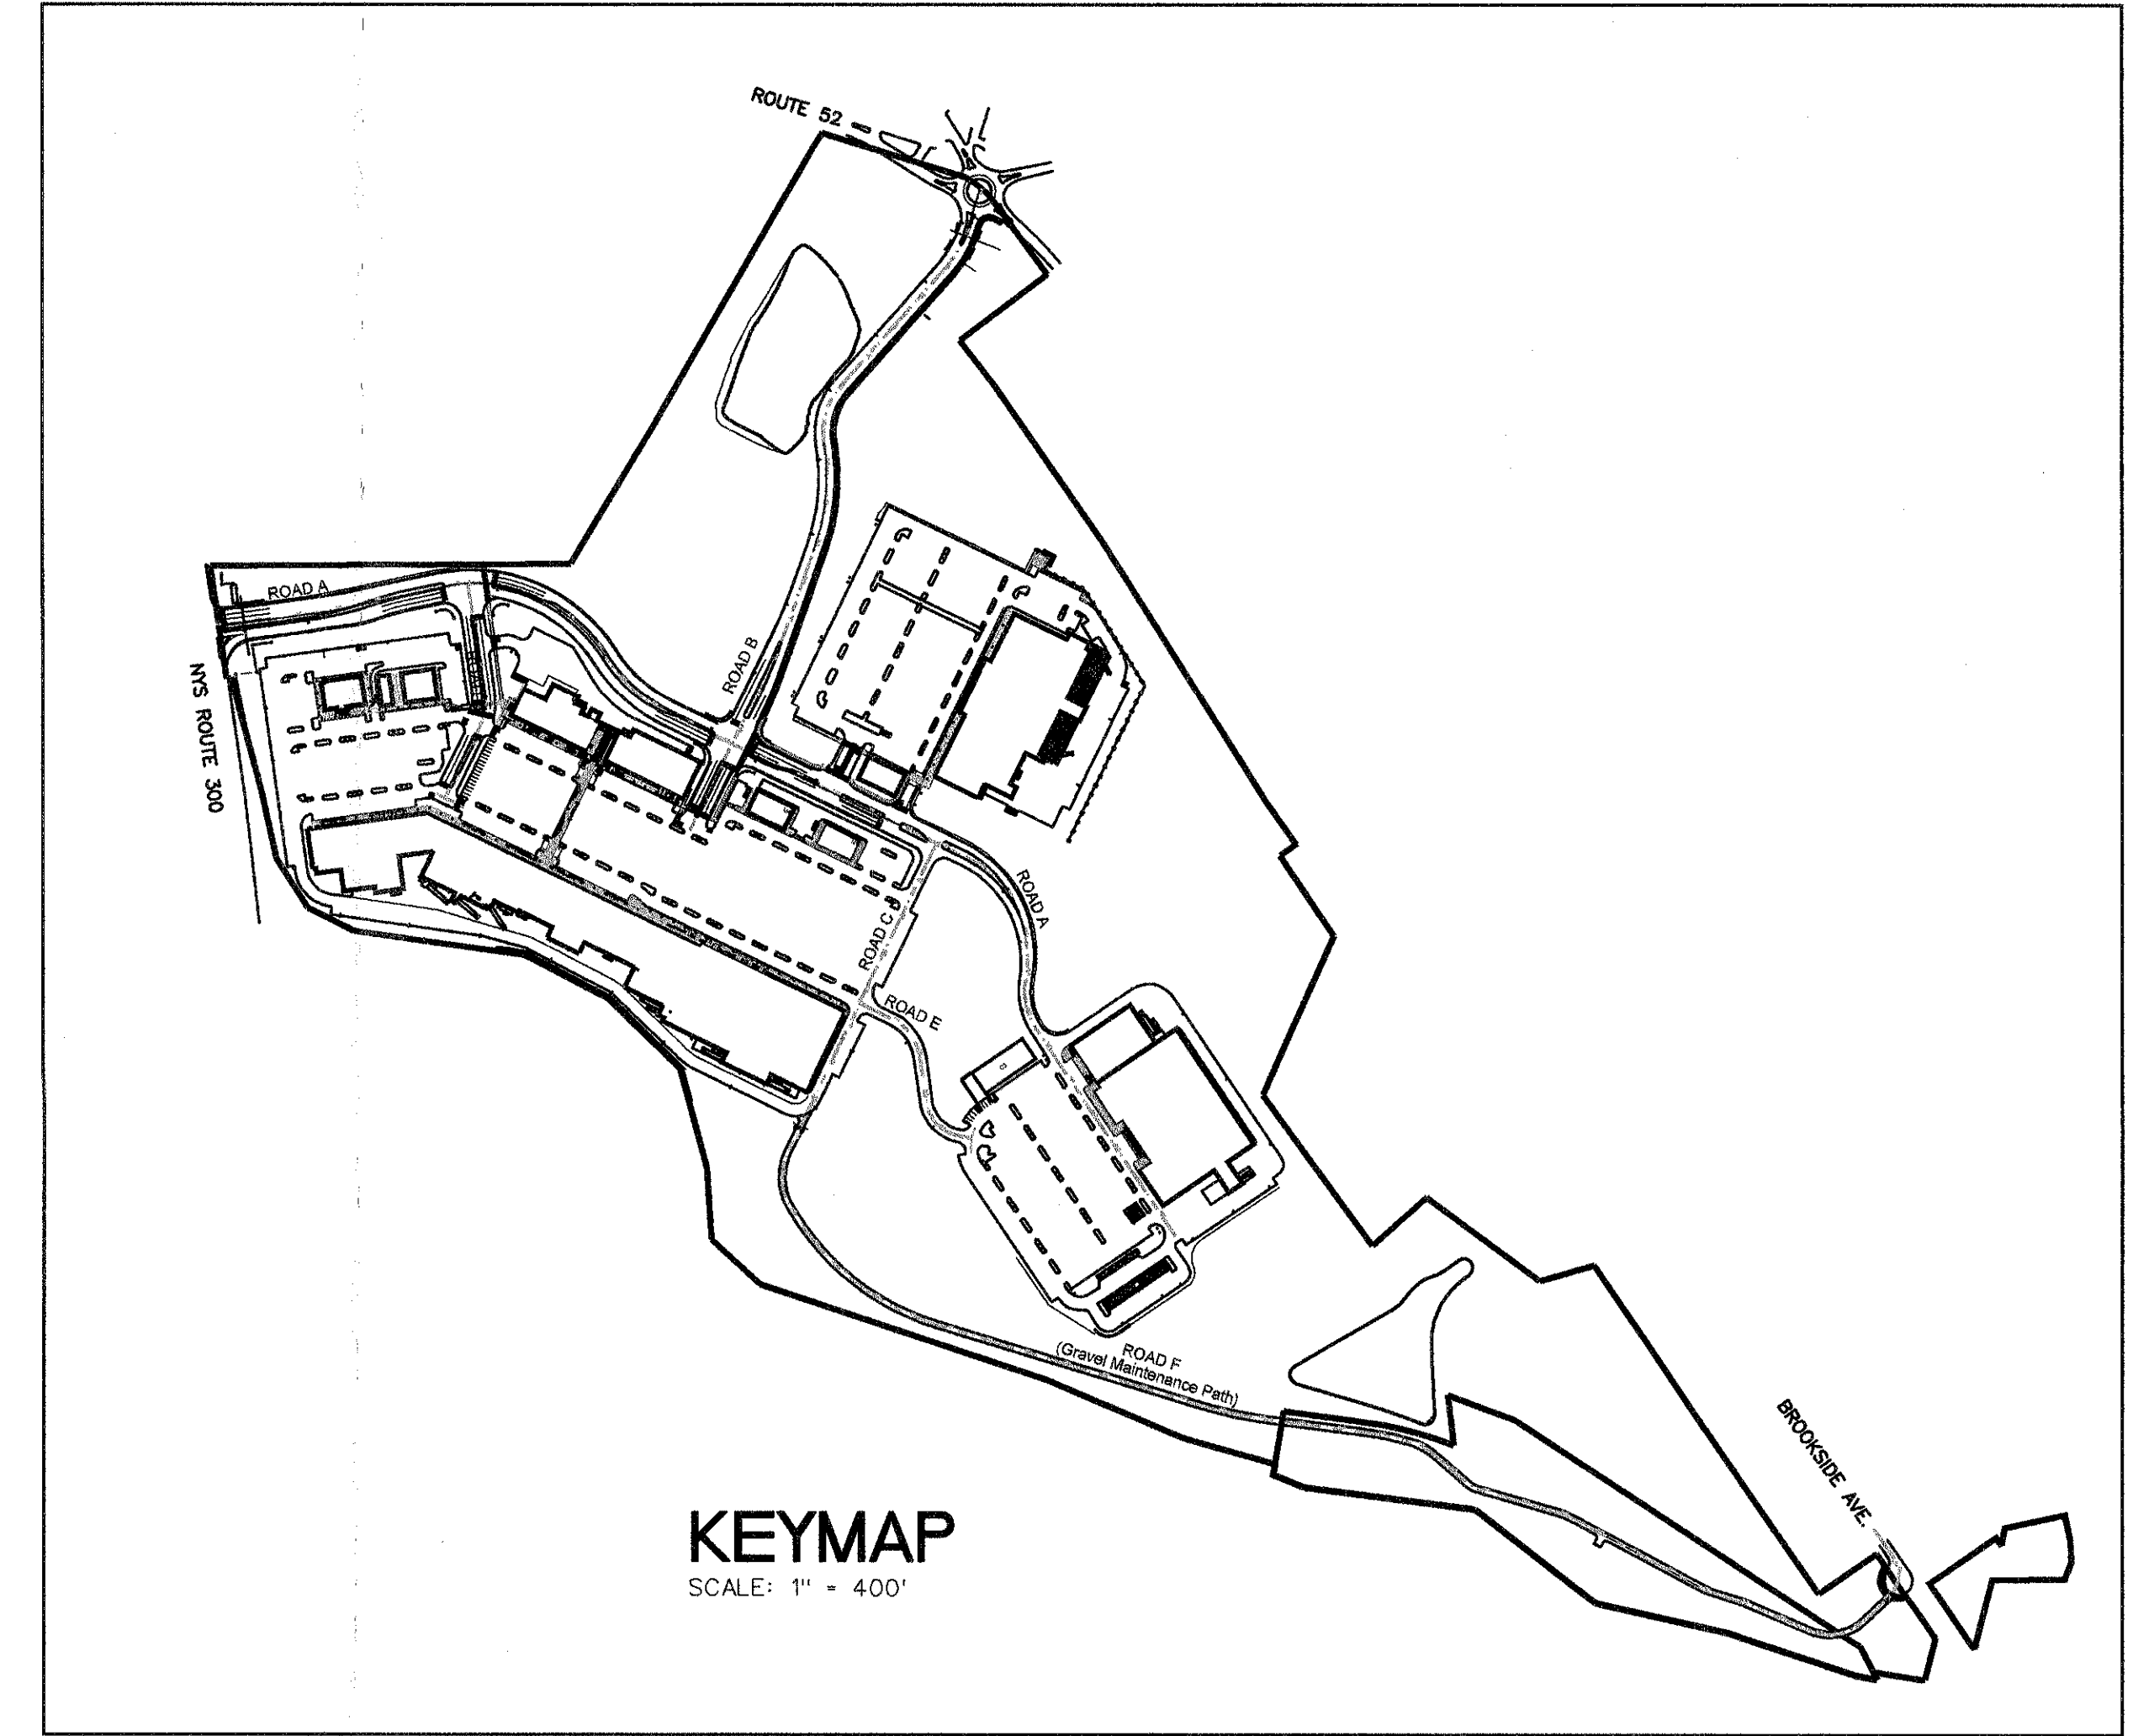 ROUTE 52
ROAD A
ROAD B
NYS ROUTE 300
ROAD A
ROAD C
ROAD E
ROAD F
(Gravel Maintenance Path)
BROOKSIDE AVE.
KEYMAP
SCALE: 1" = 400'